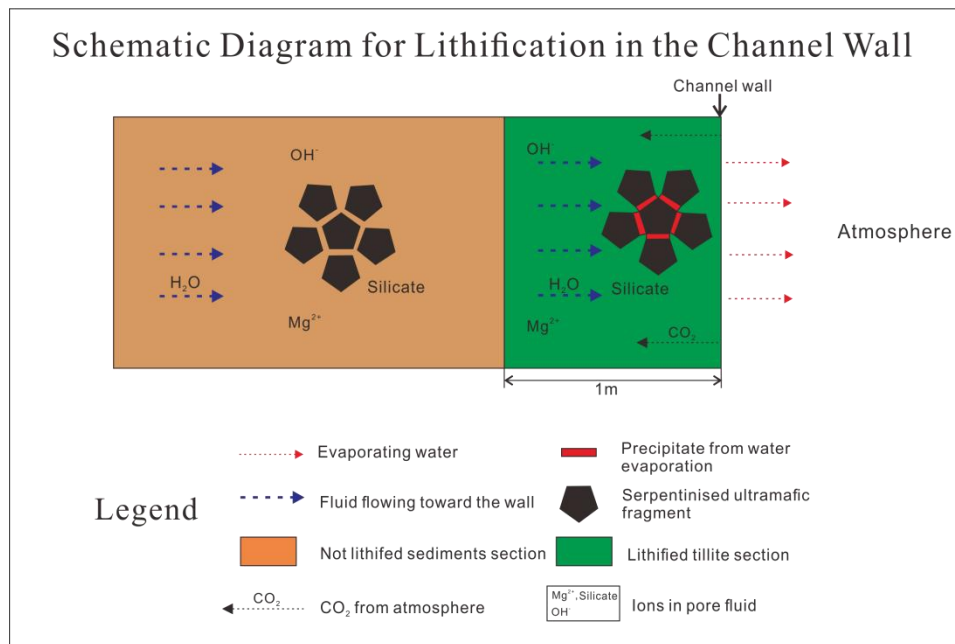 Schematic Diagram for Lithification in the Channel Wall
Channel wall
OH⁻
OH⁻
Atmosphere
H₂O
Silicate
H₂O
Silicate
Mg²⁺
Mg²⁺
CO₂
1m
Legend
Evaporating water
Precipitate from water
evaporation
Fluid flowing toward the wall
Serpentinised ultramafic
fragment
Not lithifed sediments section
Lithified tillite section
CO₂
CO₂ from atmosphere
Mg²⁺,Silicate
OH⁻
Ions in pore fluid